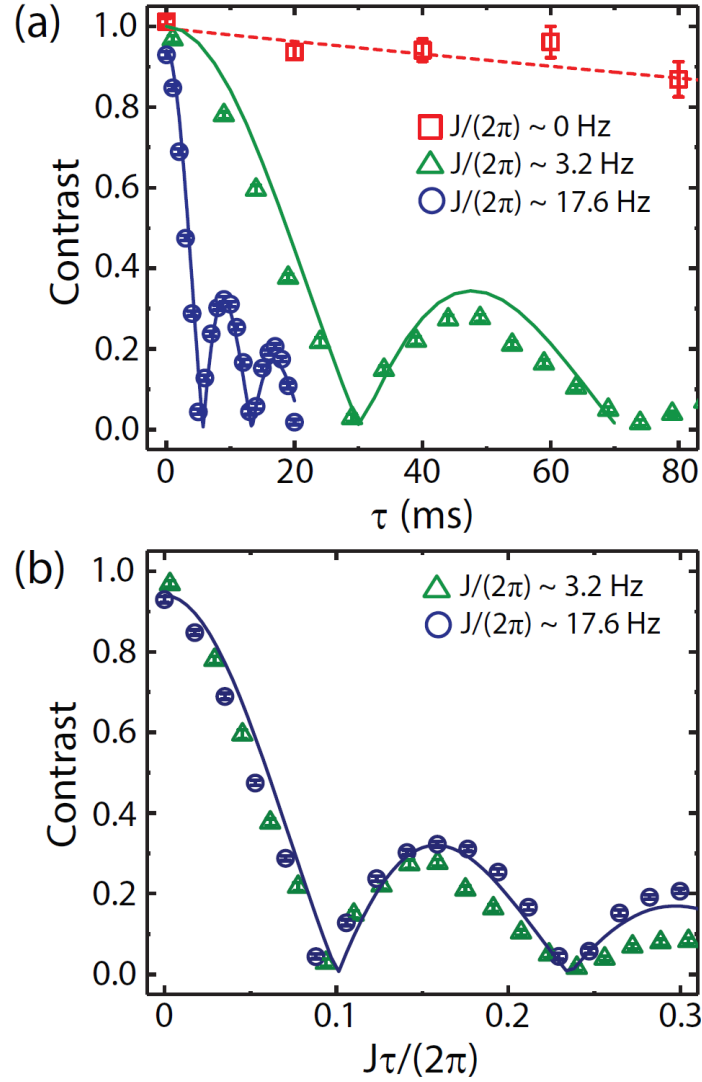 (a)
1.0
0.8
0.6
0.4
0.2
0.0
Contrast
J/(2π) ~ 0 Hz
J/(2π) ~ 3.2 Hz
J/(2π) ~ 17.6 Hz
0 20 40 60 80
τ (ms)
(b)
1.0
0.8
0.6
0.4
0.2
0.0
Contrast
J/(2π) ~ 3.2 Hz
J/(2π) ~ 17.6 Hz
0 0.1 0.2 0.3
Jτ/(2π)